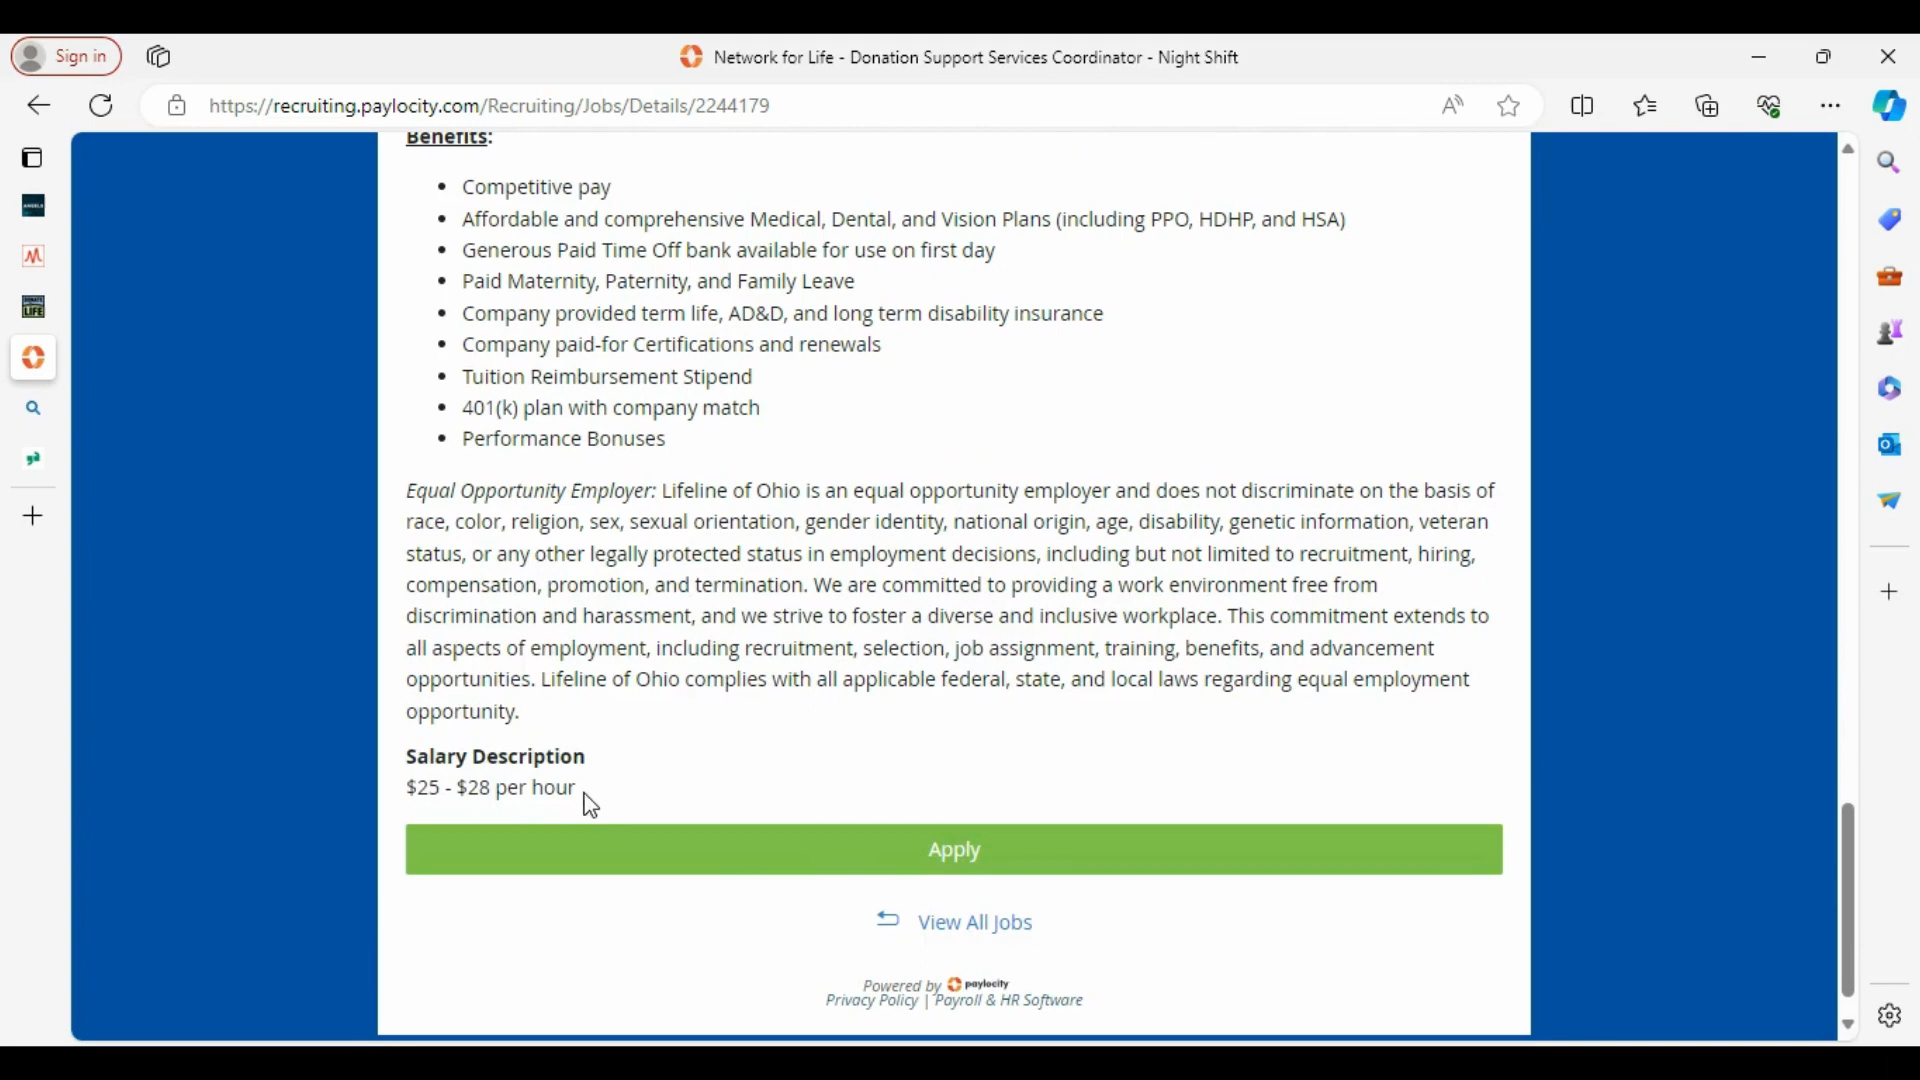 Sign in
Network for Life - Donation Support Services Coordinator - Night Shift
https://recruiting.paylocity.com/Recruiting/Jobs/Details/2244179
Benefits:
• Competitive pay
• Affordable and comprehensive Medical, Dental, and Vision Plans (including PPO, HDHP, and HSA)
• Generous Paid Time Off bank available for use on first day
• Paid Maternity, Paternity, and Family Leave
• Company provided term life, AD&D, and long term disability insurance
• Company paid-for Certifications and renewals
• Tuition Reimbursement Stipend
• 401(k) plan with company match
• Performance Bonuses
Equal Opportunity Employer: Lifeline of Ohio is an equal opportunity employer and does not discriminate on the basis of
race, color, religion, sex, sexual orientation, gender identity, national origin, age, disability, genetic information, veteran
status, or any other legally protected status in employment decisions, including but not limited to recruitment, hiring,
compensation, promotion, and termination. We are committed to providing a work environment free from
discrimination and harassment, and we strive to foster a diverse and inclusive workplace. This commitment extends to
all aspects of employment, including recruitment, selection, job assignment, training, benefits, and advancement
opportunities. Lifeline of Ohio complies with all applicable federal, state, and local laws regarding equal employment
opportunity.
Salary Description
$25 - $28 per hour
Apply
View All Jobs
Powered by paylocity
Privacy Policy | Payroll & HR Software